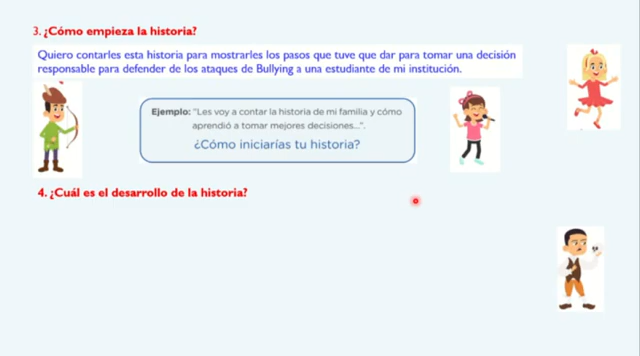 3. ¿Cómo empieza la historia?
Quiero contarles esta historia para mostrarles los pasos que tuve que dar para tomar una decisión
responsable para defender de los ataques de Bullying a una estudiante de mi institución.
Ejemplo: "Les voy a contar la historia de mi familia y cómo
aprendió a tomar mejores decisiones...".
¿Cómo iniciarías tu historia?
4. ¿Cuál es el desarrollo de la historia?